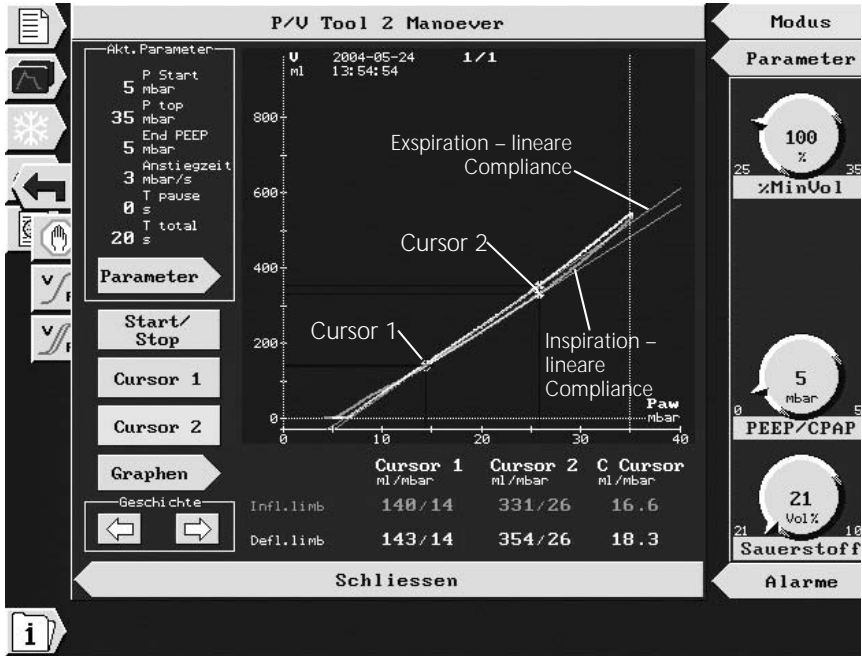 P/V Tool 2 Manoever
Modus
Parameter
Akt.Parameter
P Start
5 mbar
P top
35 mbar
End PEEP
5 mbar
Anstiegzeit
3 mbar/s
T pause
0 s
T total
20 s
Parameter
Start/
Stop
Cursor 1
Cursor 2
Graphen
Geschichte
V 2004-05-24 1/1
ml 13:54:54
800
600
400
200
0
0 10 20 30 40
Paw
mbar
Exspiration – lineare
Compliance
Cursor 2
Cursor 1
Inspiration –
lineare
Compliance
Cursor 1 Cursor 2 C Cursor
ml/mbar ml/mbar ml/mbar
Infl.limb 140/14 331/26 16.6
Defl.limb 143/14 354/26 18.3
Schliessen
100
%
25 35
%MinVol
5
mbar
0 5
PEEP/CPAP
21
Vol%
21 10
Sauerstoff
Alarme
V
V
i